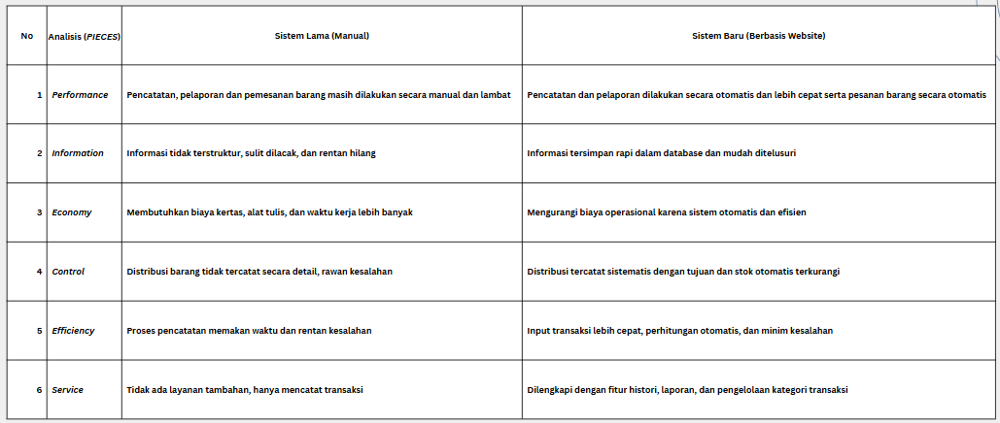 No Analisis (PIECES) Sistem Lama (Manual) Sistem Baru (Berbasis Website)
1 Performance Pencatatan, pelaporan dan pemesanan barang masih dilakukan secara manual dan lambat Pencatatan dan pelaporan dilakukan secara otomatis dan lebih cepat serta pesanan barang secara otomatis
2 Information Informasi tidak terstruktur, sulit dilacak, dan rentan hilang Informasi tersimpan rapi dalam database dan mudah ditelusuri
3 Economy Membutuhkan biaya kertas, alat tulis, dan waktu kerja lebih banyak Mengurangi biaya operasional karena sistem otomatis dan efisien
4 Control Distribusi barang tidak tercatat secara detail, rawan kesalahan Distribusi tercatat sistematis dengan tujuan dan stok otomatis terkurangi
5 Efficiency Proses pencatatan memakan waktu dan rentan kesalahan Input transaksi lebih cepat, perhitungan otomatis, dan minim kesalahan
6 Service Tidak ada layanan tambahan, hanya mencatat transaksi Dilengkapi dengan fitur histori, laporan, dan pengelolaan kategori transaksi